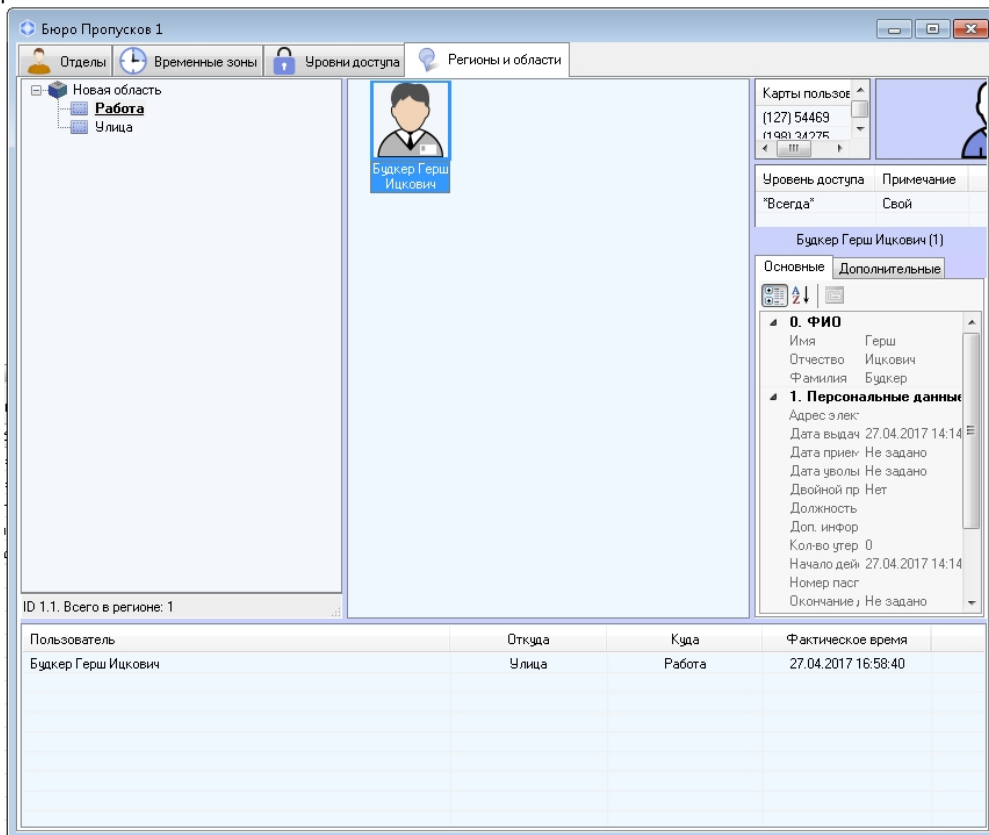 Бюро Пропусков 1
Отделы Временные зоны Уровни доступа Регионы и области
Новая область
Работа
Улица
ID 1.1. Всего в регионе: 1
Будкер Герш
Ицкович
Карты пользов
(127) 54469
(198) 34275
Уровень доступа Примечание
"Всегда" Свой
Будкер Герш Ицкович (1)
Основные Дополнительные
0. ФИО
Имя Герш
Отчество Ицкович
Фамилия Будкер
1. Персональные данные
Адрес элек
Дата выдач 27.04.2017 14:14
Дата прием Не задано
Дата уволы Не задано
Двойной пр Нет
Должность
Доп. инфор
Кол-во утер 0
Начало дей 27.04.2017 14:14
Номер пасп
Окончание Не задано
Пользователь Откуда Куда Фактическое время
Будкер Герш Ицкович Улица Работа 27.04.2017 16:58:40